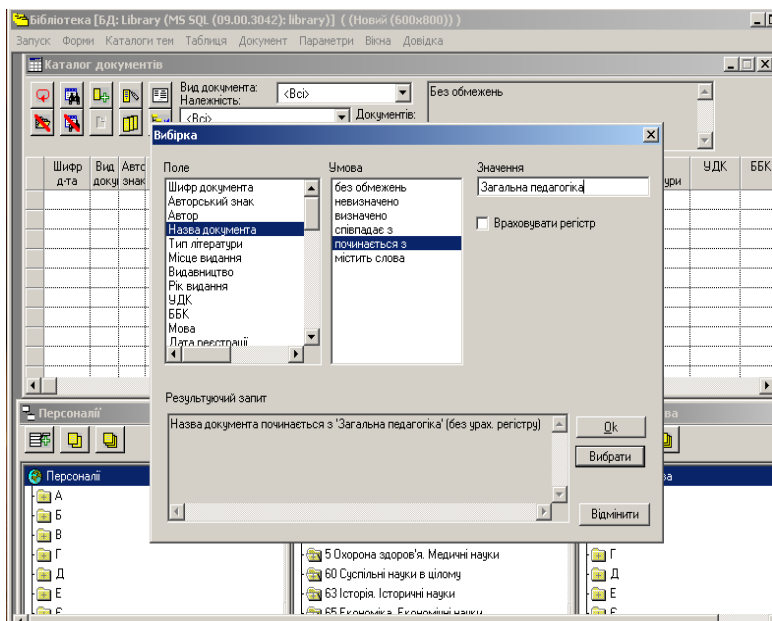 Бібліотека [БД: Library (MS SQL (09.00.3042): library)] ( (Новий (600x800)) )
Запуск Форми Каталоги тем Таблиця Документ Параметри Вікна Довідка
Каталог документів
Вид документа:
<Всі>
Належність:
<Всі>
Документів:
Без обмежень
Шифр д-та
Вид
Авто знак
УДК
ББК
Вибірка
Поле
Умова
Значення
Шифр документа
Авторський знак
Автор
Назва документа
Тип літератури
Місце видання
Видавництво
Рік видання
УДК
ББК
Мова
Дата реєстрації
без обмежень
невизначено
визначено
співпадає з
починається з
містить слова
Загальна педагогіка
Враховувати регістр
Результуючий запит
Назва документа починається з 'Загальна педагогіка' (без урах. регістру)
Ok
Вибрати
Відмінити
Персоналії
Персоналії
А
Б
В
Г
Д
Е
Є
5 Охорона здоров'я. Медичні науки
60 Суспільні науки в цілому
63 Історія. Історичні науки
65 Економіка. Економічні науки
Г
Д
Е
Є